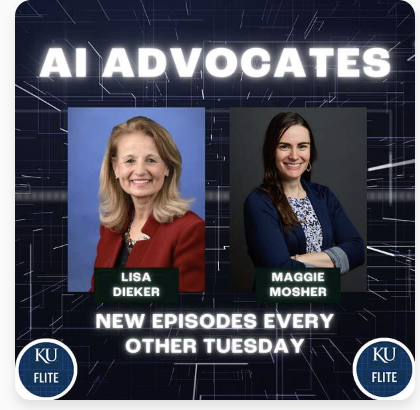 AI ADVOCATES
LISA
DIEKER
MAGGIE
MOSHER
NEW EPISODES EVERY
OTHER TUESDAY
KU
FLITE
KU
FLITE